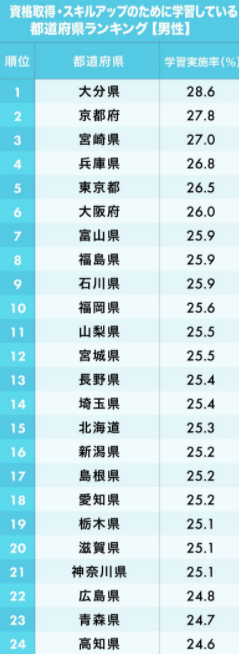 資格取得・スキルアップのために学習している
都道府県ランキング【男性】
順位 都道府県 学習実施率(%)
1 大分県 28.6
2 京都府 27.8
3 宮崎県 27.0
4 兵庫県 26.8
5 東京都 26.5
6 大阪府 26.0
7 富山県 25.9
8 福島県 25.9
9 石川県 25.9
10 福岡県 25.6
11 山梨県 25.5
12 宮城県 25.5
13 長野県 25.4
14 埼玉県 25.4
15 北海道 25.3
16 新潟県 25.2
17 島根県 25.2
18 愛知県 25.2
19 栃木県 25.1
20 滋賀県 25.1
21 神奈川県 25.1
22 広島県 24.8
23 青森県 24.7
24 高知県 24.6